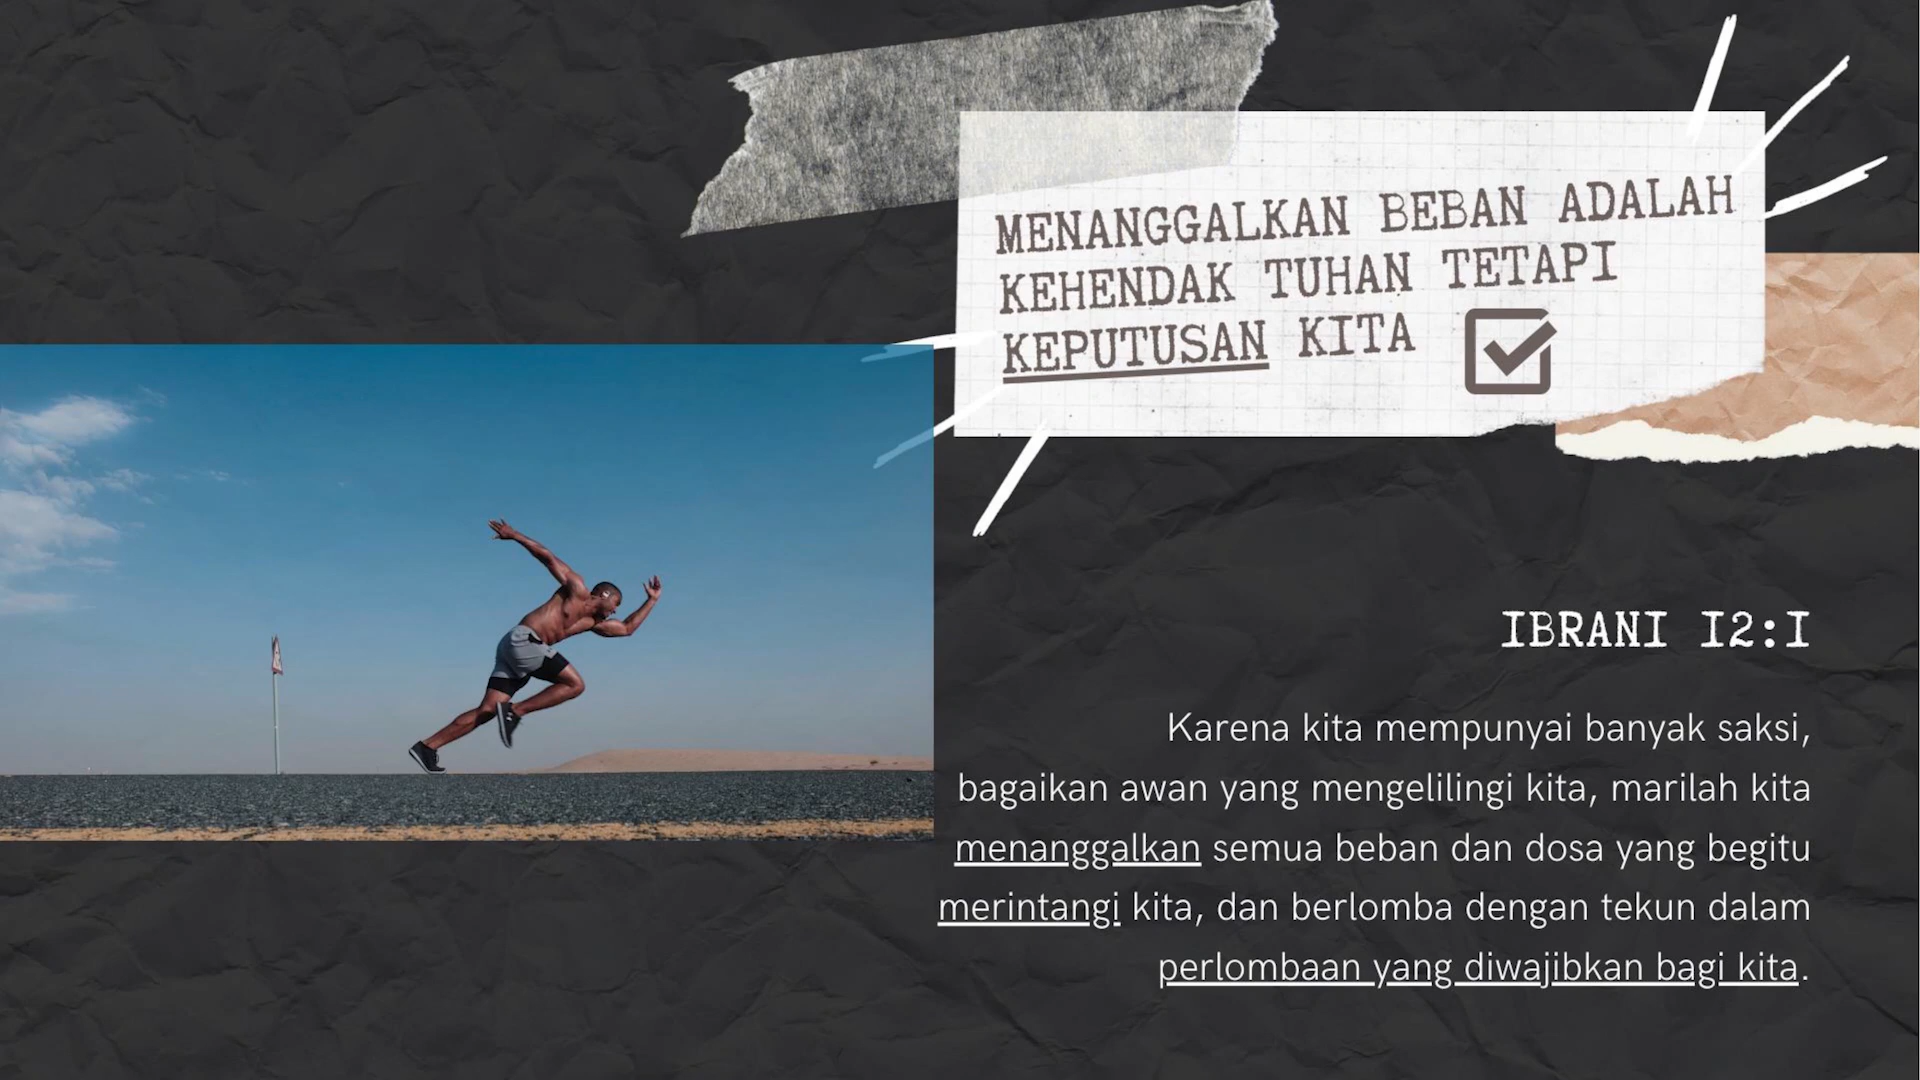 MENANGGALKAN BEBAN ADALAH
KEHENDAK TUHAN TETAPI
KEPUTUSAN KITA
IBRANI 12:1
Karena kita mempunyai banyak saksi,
bagaikan awan yang mengelilingi kita, marilah kita
menanggalkan semua beban dan dosa yang begitu
merintangi kita, dan berlomba dengan tekun dalam
perlombaan yang diwajibkan bagi kita.